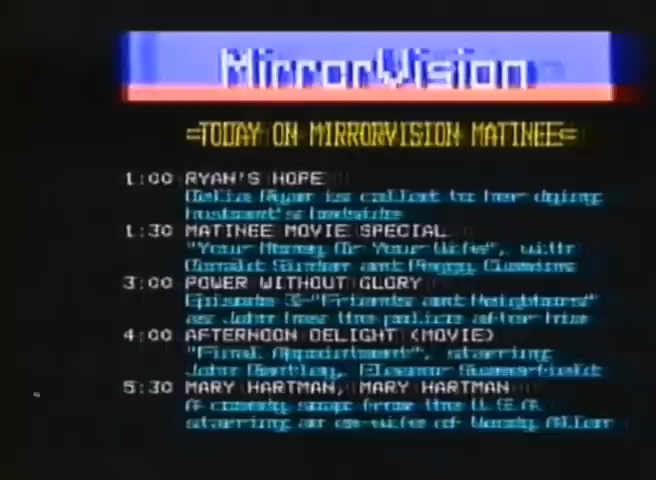 MirrorVision
=TODAY ON MIRRORVISION MATINEE=
1:00 RYAN'S HOPE
Delia Ryan is called to her dying
husband's bedside
1:30 MATINEE MOVIE SPECIAL
"Your Money Or Your Wife", with
Donald Sinden and Peggy Cummins
3:00 POWER WITHOUT GLORY
Episode 3-"Friends and Neighbours"
as John has the police after him
4:00 AFTERNOON DELIGHT (MOVIE)
"Final Appointment", starring
John Bentley, Eleanor Summerfield
5:30 MARY HARTMAN, MARY HARTMAN
A comedy soap from the U.S.A.
starring an ex-wife of Woody Allen